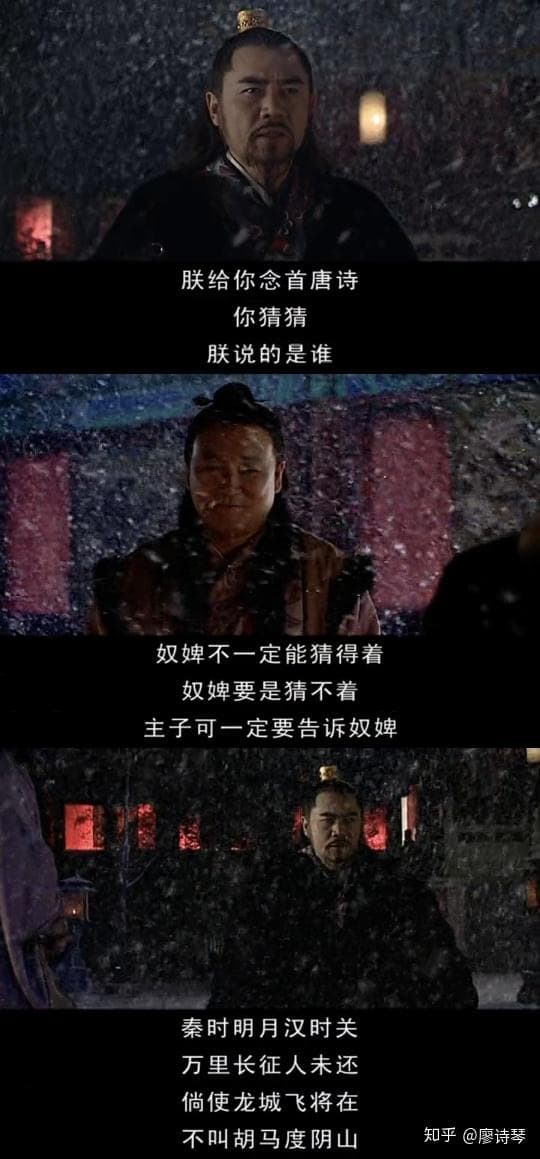 朕给你念首唐诗
你猜猜
朕说的是谁
奴婢不一定能猜得着
奴婢要是猜不着
主子可一定要告诉奴婢
秦时明月汉时关
万里长征人未还
倘使龙城飞将在
不叫胡马度阴山
知乎 @廖诗琴